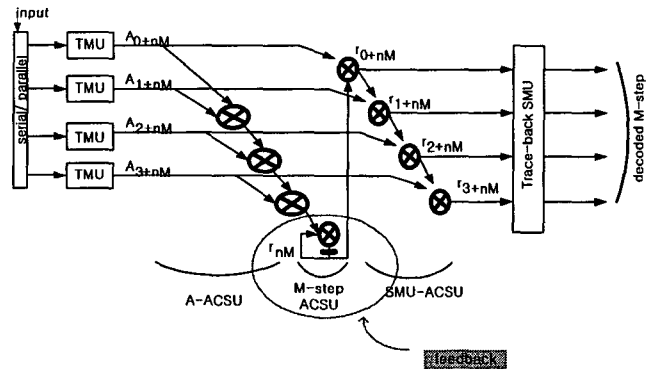 input
serial/ parallel
TMU
A0+nM
TMU
A1+nM
TMU
A2+nM
TMU
A3+nM
r0+nM
r1+nM
r2+nM
r3+nM
Trace-back SMU
decoded M-step
rnM
A-ACSU
M-step
ACSU
SMU-ACSU
feedback